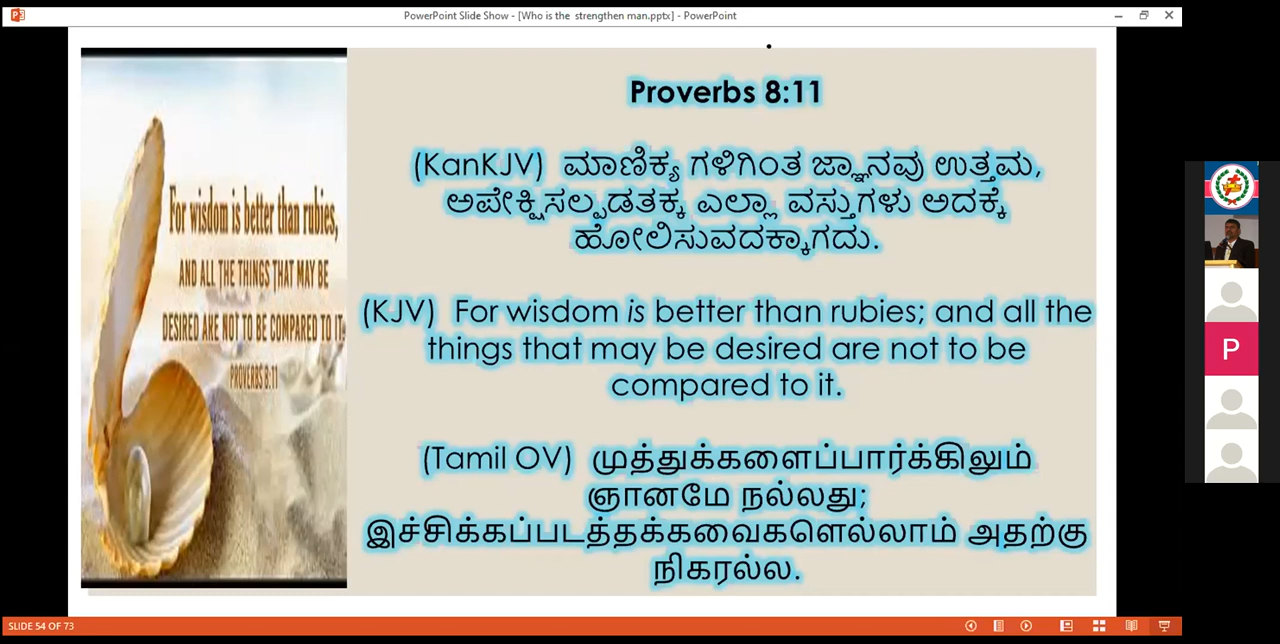 PowerPoint Slide Show - [Who is the strengthen man.pptx] - PowerPoint
For wisdom is better than rubies,
AND ALL THE THINGS THAT MAY BE
DESIRED ARE NOT TO BE COMPARED TO IT.
PROVERBS 8:11
Proverbs 8:11
(KanKJV) ಮಾಣಿಕ್ಯ ಗಳಿಗಿಂತ ಜ್ಞಾನವು ಉತ್ತಮ,
ಅಪೇಕ್ಷಿಸಲ್ಪಡತಕ್ಕ ಎಲ್ಲಾ ವಸ್ತುಗಳು ಅದಕ್ಕೆ
ಹೋಲಿಸುವದಕ್ಕಾಗದು.
(KJV) For wisdom is better than rubies; and all the
things that may be desired are not to be
compared to it.
(Tamil OV) முத்துக்களைப்பார்க்கிலும்
ஞானமே நல்லது;
இச்சிக்கப்படத்தக்கவைகளெல்லாம் அதற்கு
நிகரல்ல.
P
SLIDE 54 OF 73